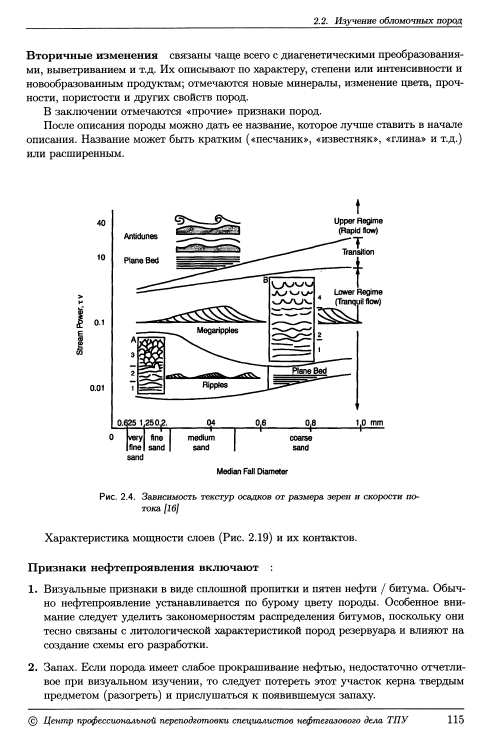 2.2. Изучение обломочных пород
Вторичные изменения связаны чаще всего с диагенетическими преобразования-
ми, выветриванием и т.д. Их описывают по характеру, степени или интенсивности и
новообразованным продуктам; отмечаются новые минералы, изменение цвета, проч-
ности, пористости и других свойств пород.
В заключении отмечаются «прочие» признаки пород.
После описания породы можно дать ее название, которое лучше ставить в начале
описания. Название может быть кратким («песчаник», «известняк», «глина» и т.д.)
или расширенным.
40
10
0.1
0.01
Stream Power, τv
Antidunes
Plane Bed
Upper Regime
(Rapid flow)
Transition
Lower Regime
(Tranquil flow)
Megaripples
Ripples
Plane Bed
A
3
2
1
B
4
3
2
1
0.625 1,25 0,2. 04 0,6 0,8 1,0 mm
0 very fine medium coarse
fine sand sand sand
sand
Median Fall Diameter
Рис. 2.4. Зависимость текстур осадков от размера зерен и скорости по-
тока [16]
Характеристика мощности слоев (Рис. 2.19) и их контактов.
Признаки нефтепроявления включают :
1. Визуальные признаки в виде сплошной пропитки и пятен нефти / битума. Обыч-
но нефтепроявление устанавливается по бурому цвету породы. Особенное вни-
мание следует уделить закономерностям распределения битумов, поскольку они
тесно связаны с литологической характеристикой пород резервуара и влияют на
создание схемы его разработки.
2. Запах. Если порода имеет слабое прокрашивание нефтью, недостаточно отчетли-
вое при визуальном изучении, то следует потереть этот участок керна твердым
предметом (разогреть) и прислушаться к появившемуся запаху.
© Центр профессиональной переподготовки специалистов нефтегазового дела ТПУ 115